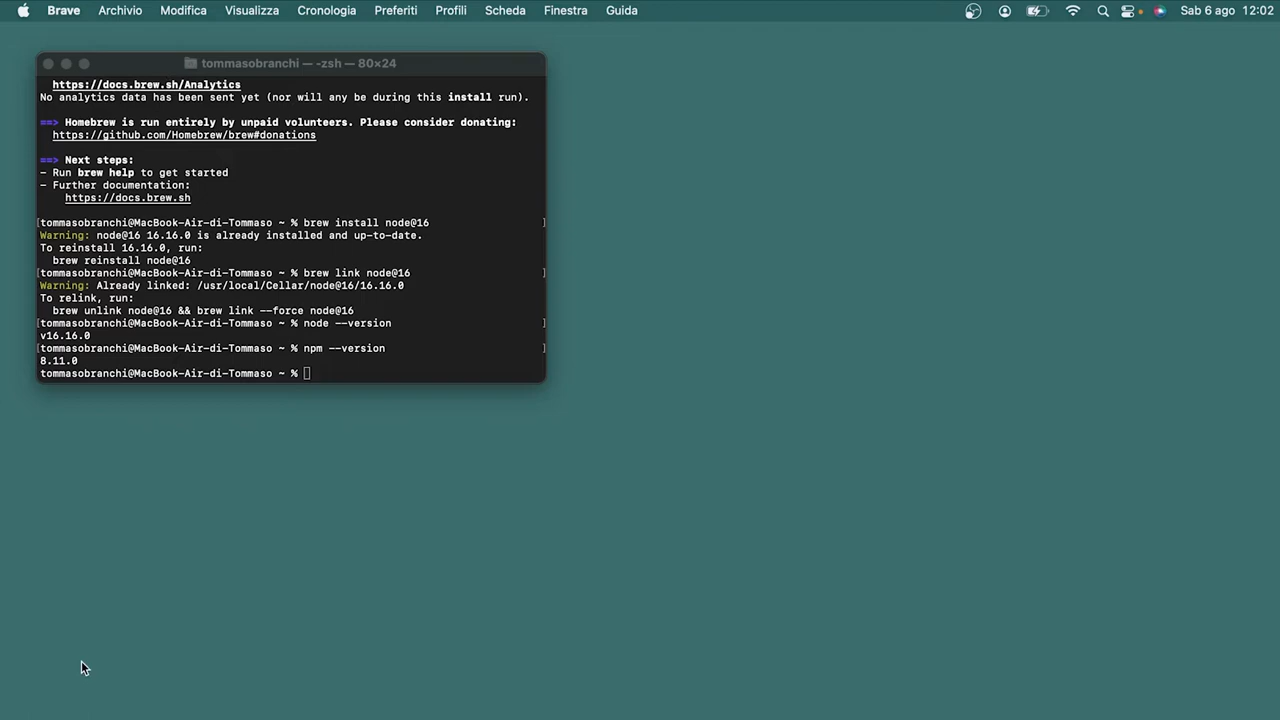 Brave Archivio Modifica Visualizza Cronologia Preferiti Profili Scheda Finestra Guida Sab 6 ago 12:02
tommasobranchi — -zsh — 80×24
https://docs.brew.sh/Analytics
No analytics data has been sent yet (nor will any be during this install run).
==> Homebrew is run entirely by unpaid volunteers. Please consider donating:
https://github.com/Homebrew/brew#donations
==> Next steps:
- Run brew help to get started
- Further documentation:
https://docs.brew.sh
[tommasobranchi@MacBook-Air-di-Tommaso ~ % brew install node@16 ]
Warning: node@16 16.16.0 is already installed and up-to-date.
To reinstall 16.16.0, run:
brew reinstall node@16
[tommasobranchi@MacBook-Air-di-Tommaso ~ % brew link node@16 ]
Warning: Already linked: /usr/local/Cellar/node@16/16.16.0
To relink, run:
brew unlink node@16 && brew link --force node@16
[tommasobranchi@MacBook-Air-di-Tommaso ~ % node --version ]
v16.16.0
[tommasobranchi@MacBook-Air-di-Tommaso ~ % npm --version ]
8.11.0
tommasobranchi@MacBook-Air-di-Tommaso ~ %